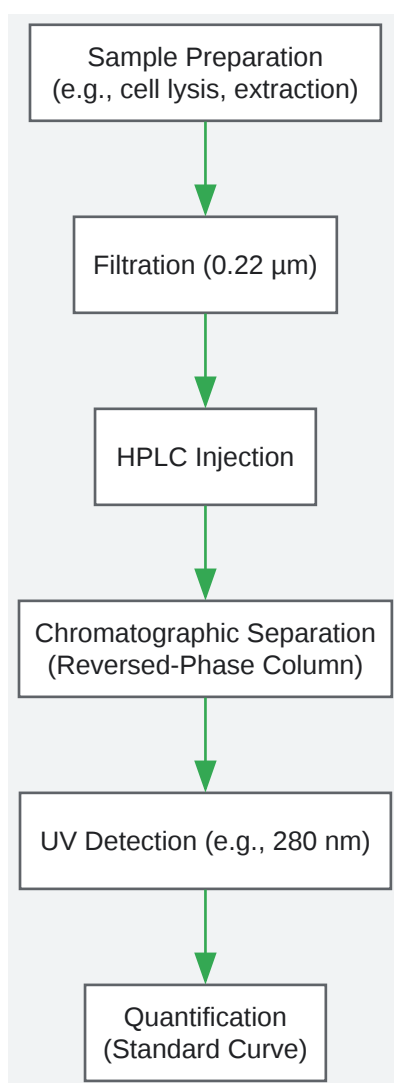 Sample Preparation
(e.g., cell lysis, extraction)
Filtration (0.22 µm)
HPLC Injection
Chromatographic Separation
(Reversed-Phase Column)
UV Detection (e.g., 280 nm)
Quantification
(Standard Curve)